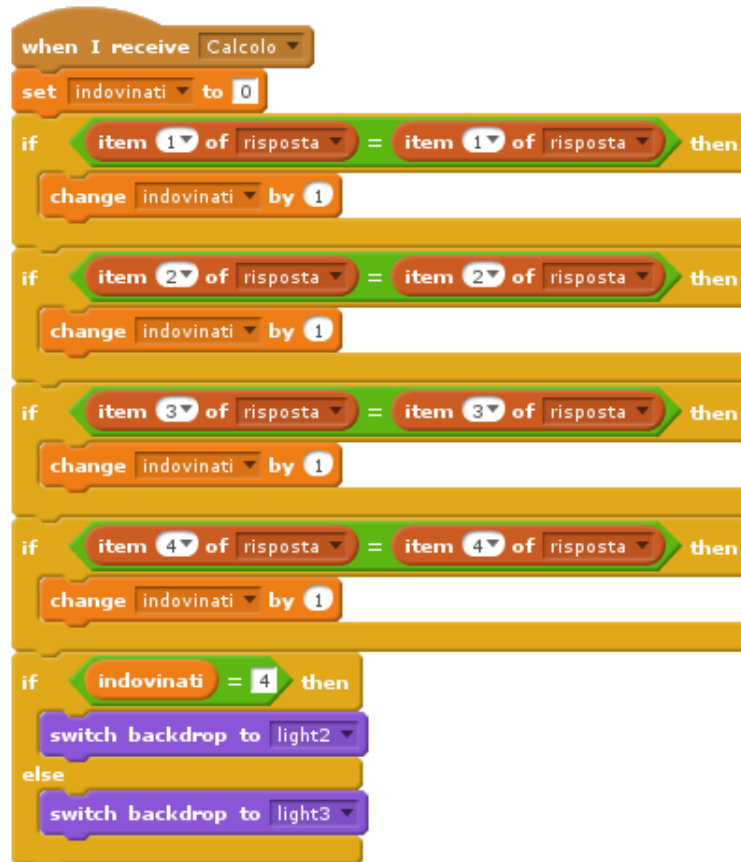 when I receive Calcolo
set indovinati to 0
if item 1 of risposta = item 1 of risposta then
change indovinati by 1
if item 2 of risposta = item 2 of risposta then
change indovinati by 1
if item 3 of risposta = item 3 of risposta then
change indovinati by 1
if item 4 of risposta = item 4 of risposta then
change indovinati by 1
if indovinati = 4 then
switch backdrop to light2
else
switch backdrop to light3